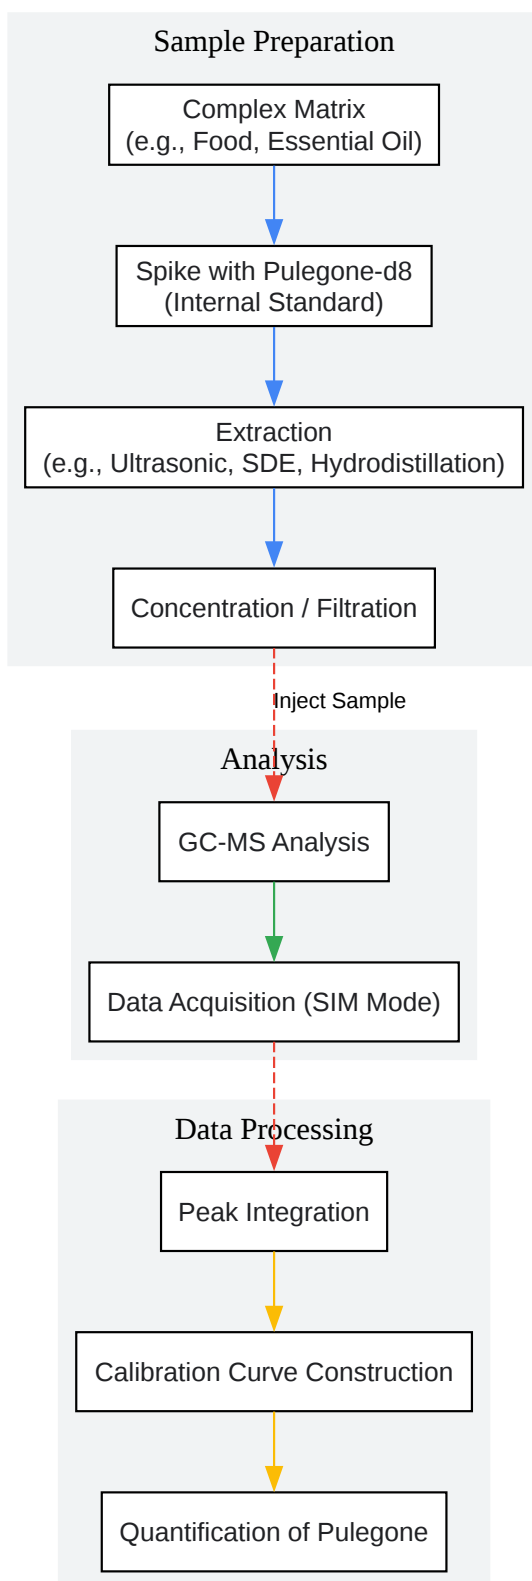 Sample Preparation
Complex Matrix
(e.g., Food, Essential Oil)
Spike with Pulegone-d8
(Internal Standard)
Extraction
(e.g., Ultrasonic, SDE, Hydrodistillation)
Concentration / Filtration
Inject Sample
Analysis
GC-MS Analysis
Data Acquisition (SIM Mode)
Data Processing
Peak Integration
Calibration Curve Construction
Quantification of Pulegone